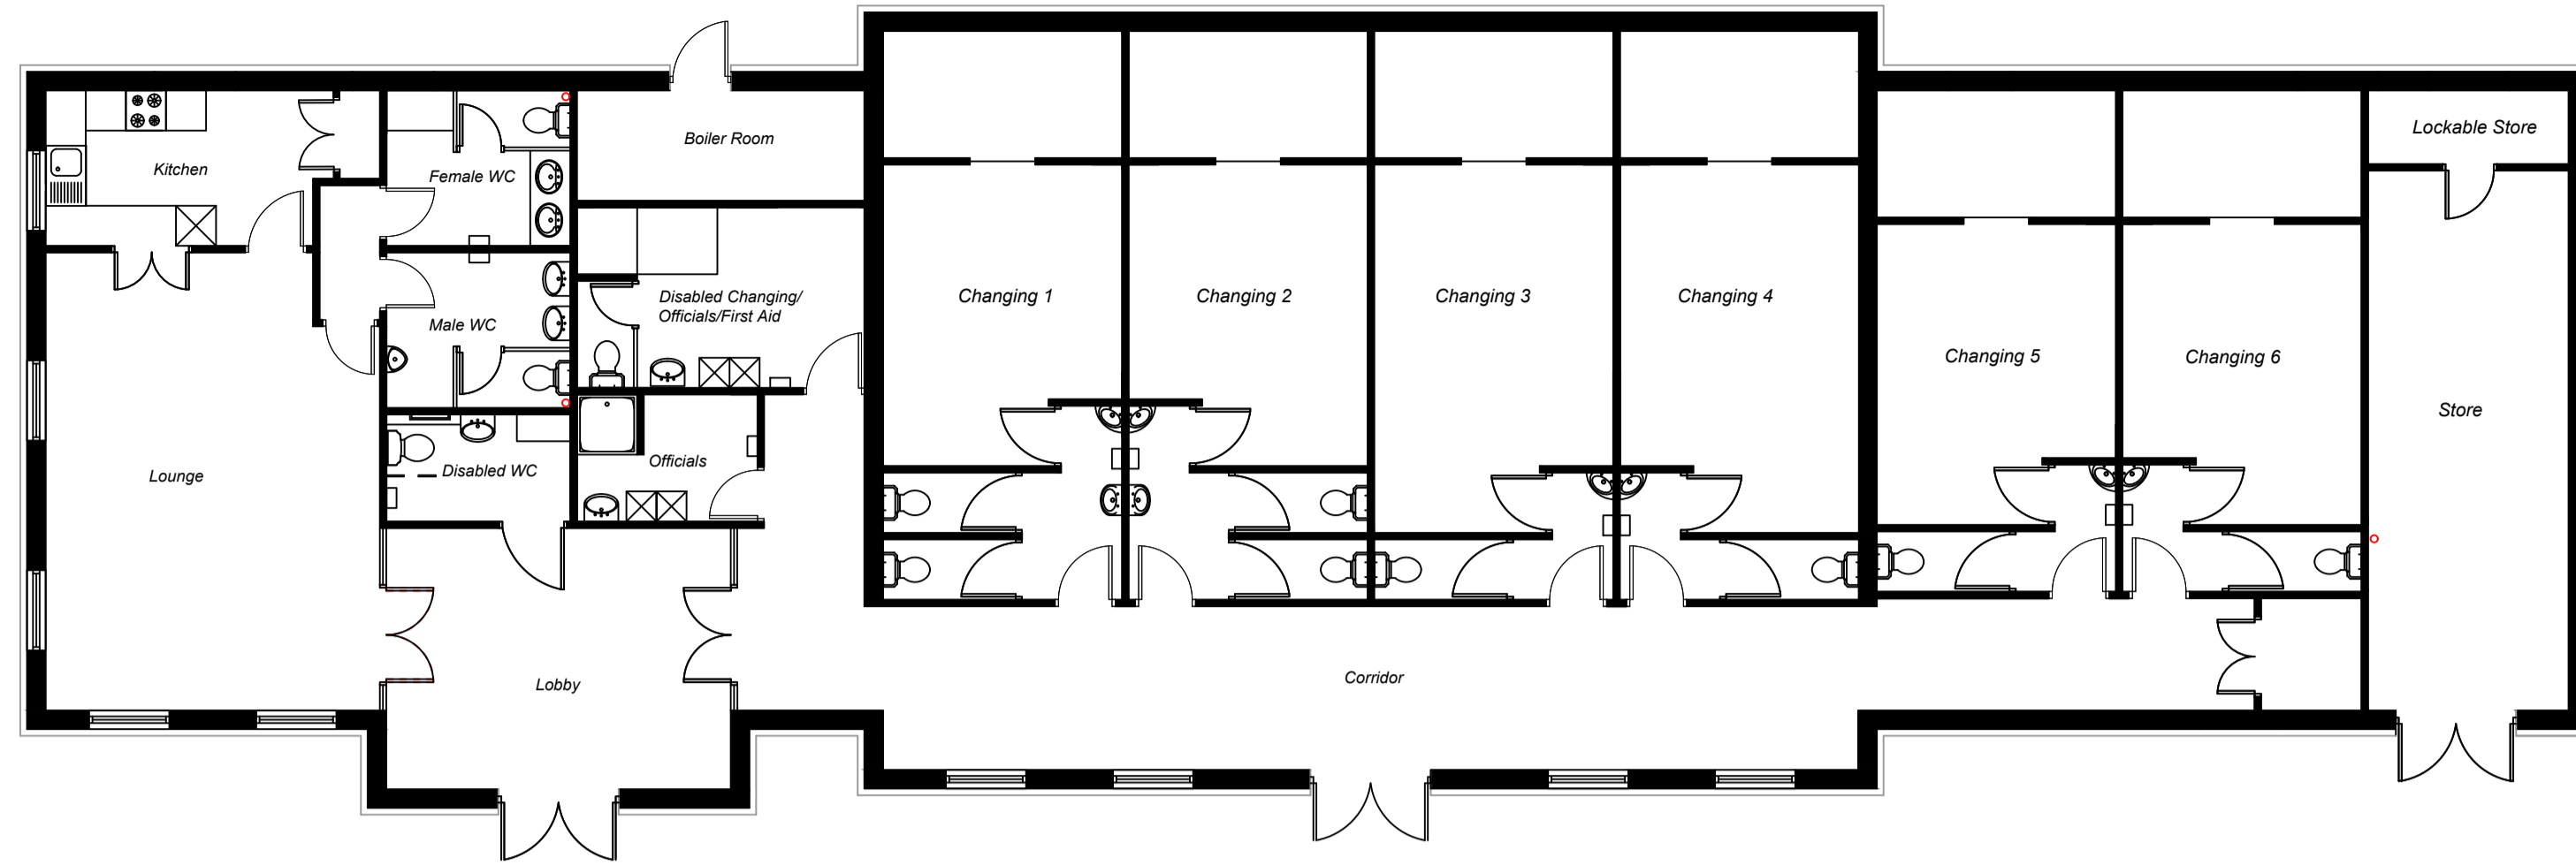 Boiler Room
Lockable Store
Kitchen
Female WC
Disabled Changing/
Officials/First Aid
Changing 1
Changing 2
Changing 3
Changing 4
Male WC
Changing 5
Changing 6
Store
Lounge
Disabled WC
Officials
Lobby
Corridor